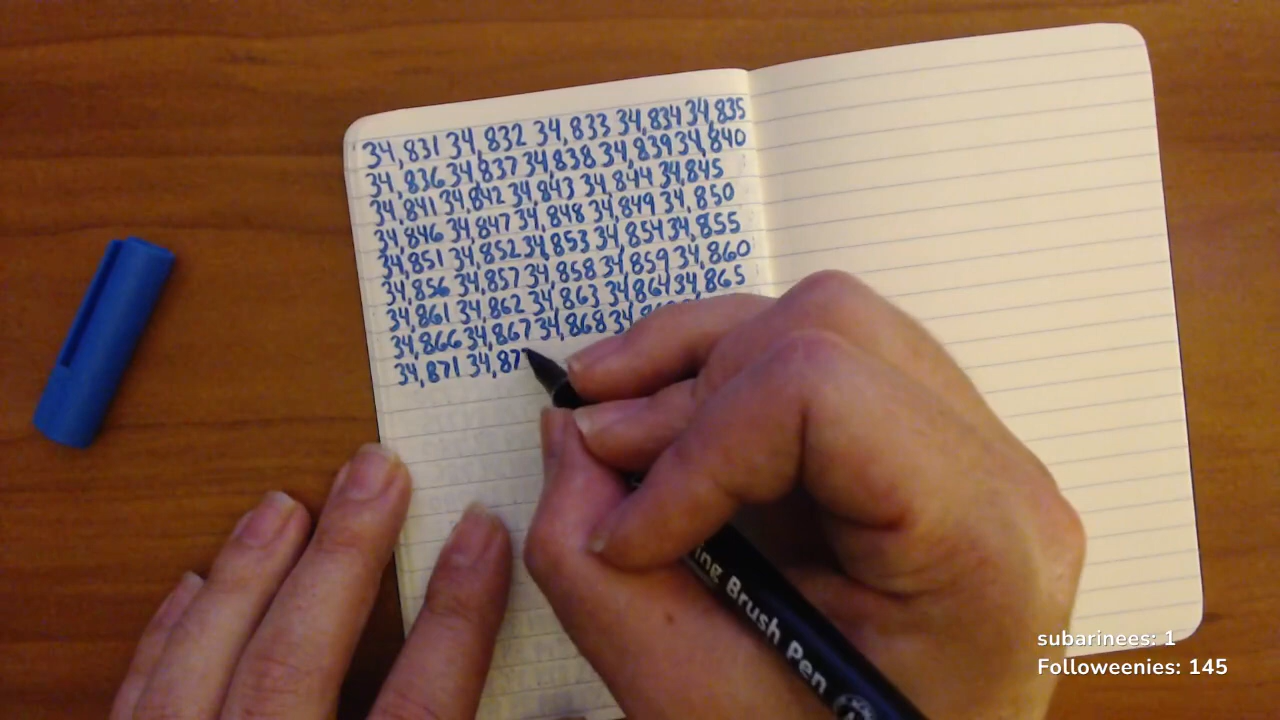 34,831 34,832 34,833 34,834 34,835
34,836 34,837 34,838 34,839 34,840
34,841 34,842 34,843 34,844 34,845
34,846 34,847 34,848 34,849 34,850
34,851 34,852 34,853 34,854 34,855
34,856 34,857 34,858 34,859 34,860
34,861 34,862 34,863 34,864 34,865
34,866 34,867 34,868
34,871
Brush Pen
subarinees: 1
Followeenies: 145